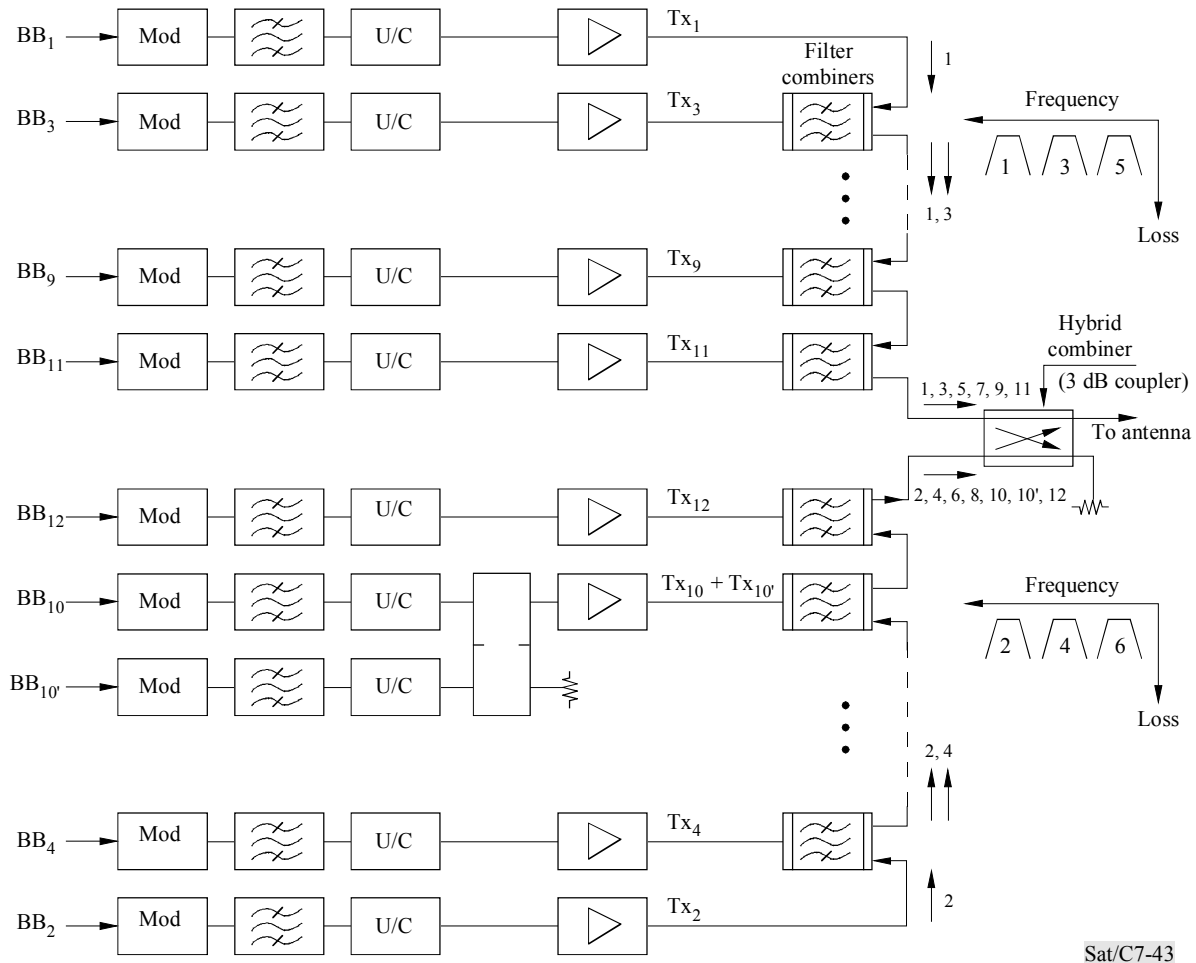 BB1 Mod U/C Tx1
Filter
combiners
1
BB3 Mod U/C Tx3
Frequency
1 3 5
1, 3
Loss
BB9 Mod U/C Tx9
BB11 Mod U/C Tx11
Hybrid
combiner
(3 dB coupler)
1, 3, 5, 7, 9, 11
To antenna
2, 4, 6, 8, 10, 10', 12
BB12 Mod U/C Tx12
BB10 Mod U/C Tx10 + Tx10'
Frequency
2 4 6
BB10' Mod U/C
Loss
2, 4
BB4 Mod U/C Tx4
2
BB2 Mod U/C Tx2
Sat/C7-43